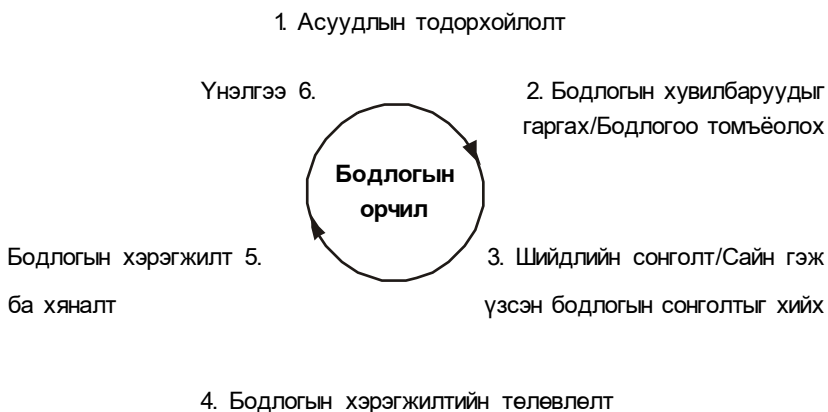 1. Асуудлын тодорхойлолт
Үнэлгээ 6.
2. Бодлогын хувилбаруудыг
гаргах/Бодлогоо томъёолох
Бодлогын
орчил
Бодлогын хэрэгжилт 5.
ба хяналт
3. Шийдлийн сонголт/Сайн гэж
үзсэн бодлогын сонголтыг хийх
4. Бодлогын хэрэгжилтийн төлөвлөлт